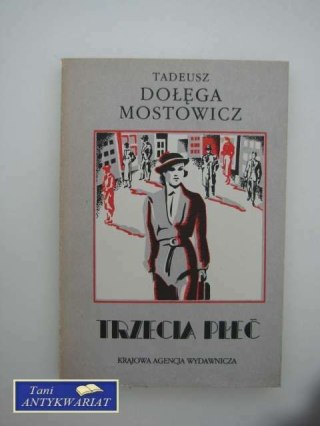 TADEUSZ
DOŁĘGA
MOSTOWICZ
TRZECIA PŁEĆ
KRAJOWA AGENCJA WYDAWNICZA
Tani
ANTYKWARIAT